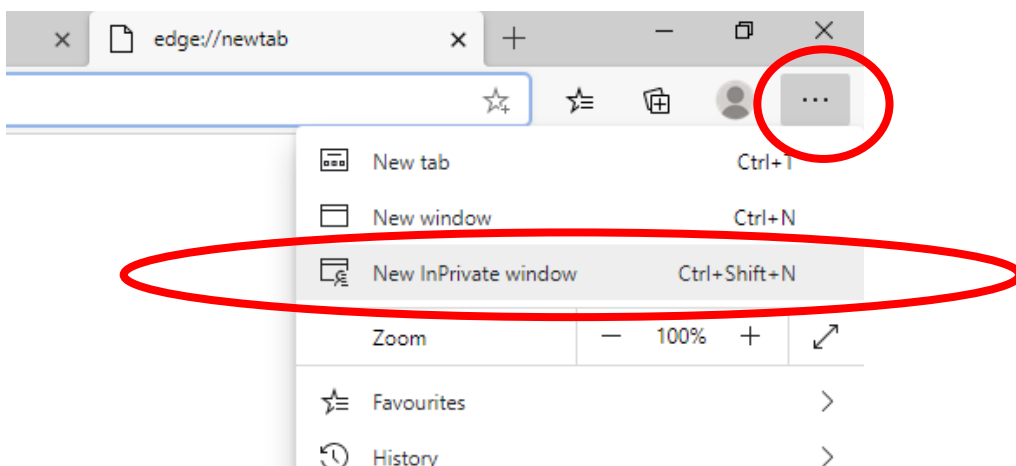 edge://newtab
New tab Ctrl+T
New window Ctrl+N
New InPrivate window Ctrl+Shift+N
Zoom 100%
Favourites
History